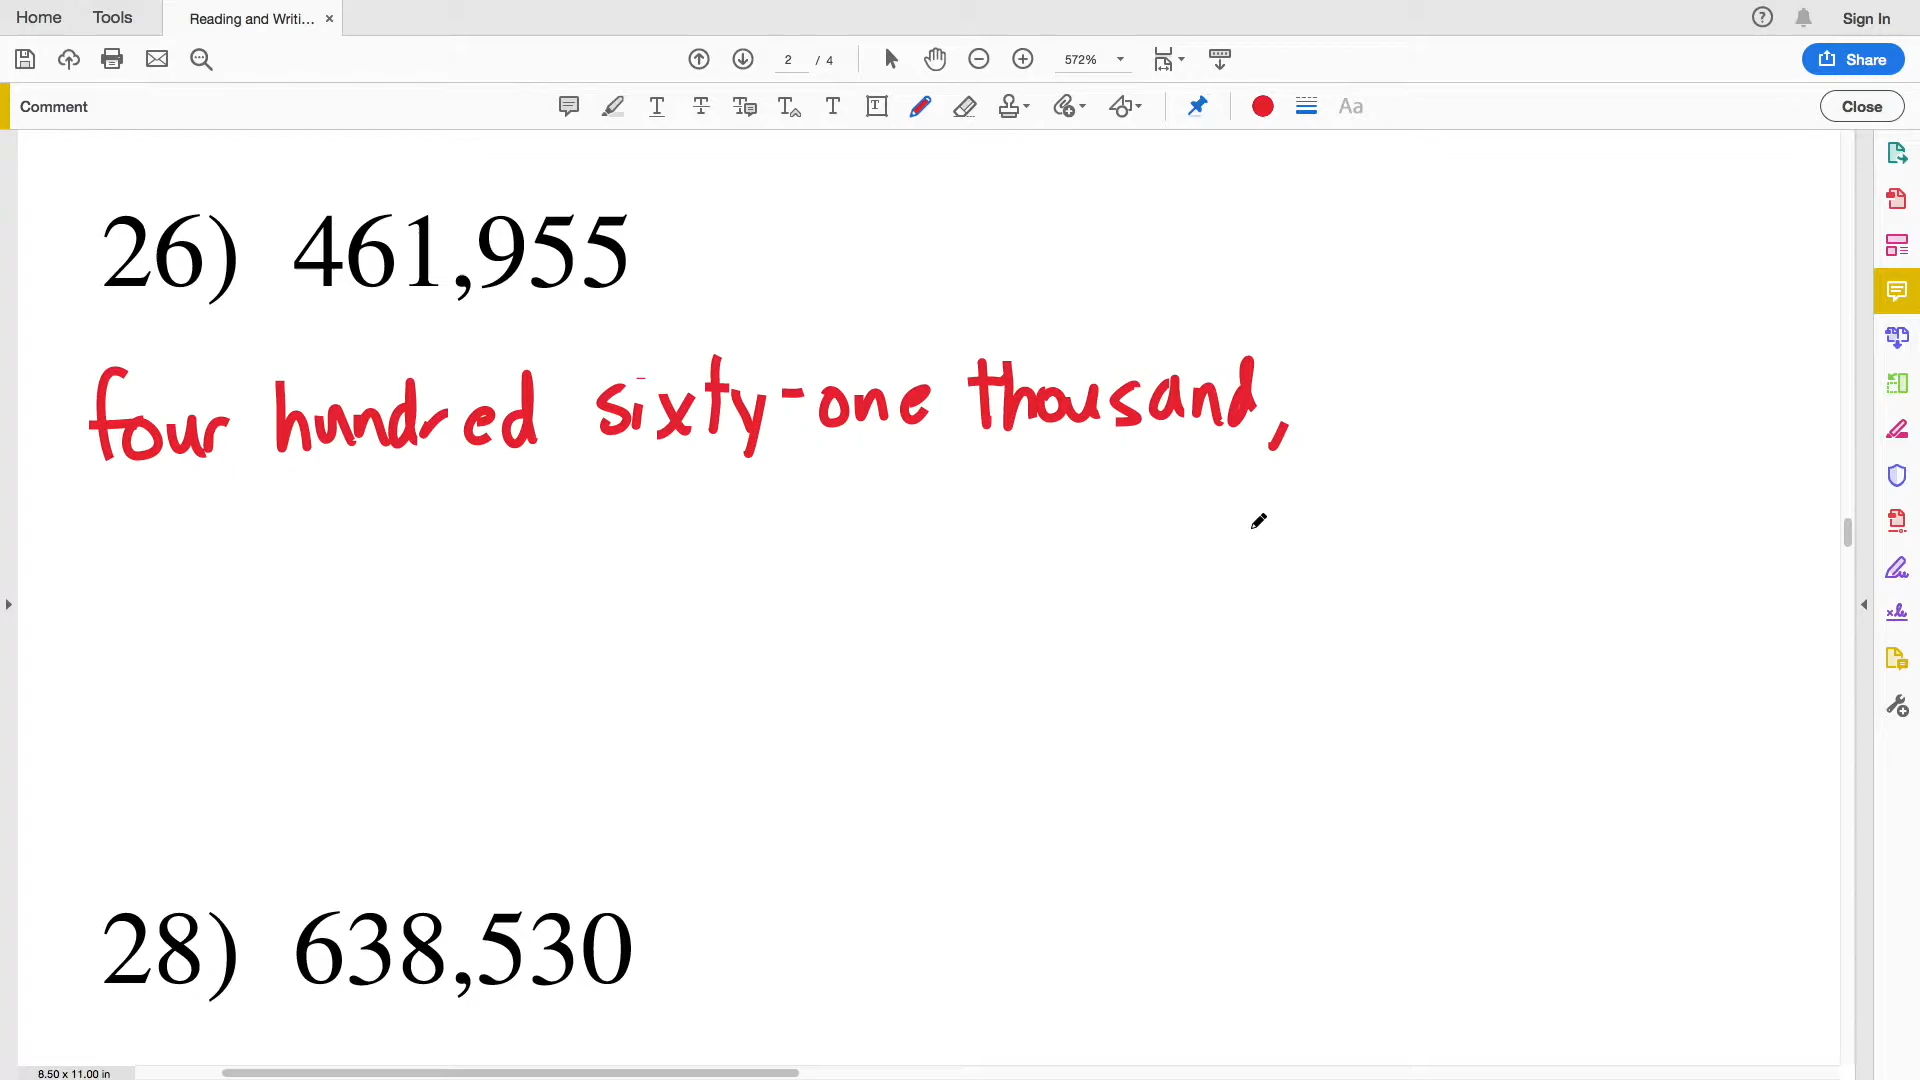 Home Tools Reading and Writi... × Sign In
2 / 4 572% Share
Comment Aa Close
26) 461,955
four hundred sixty-one thousand,
28) 638,530
8.50 x 11.00 in